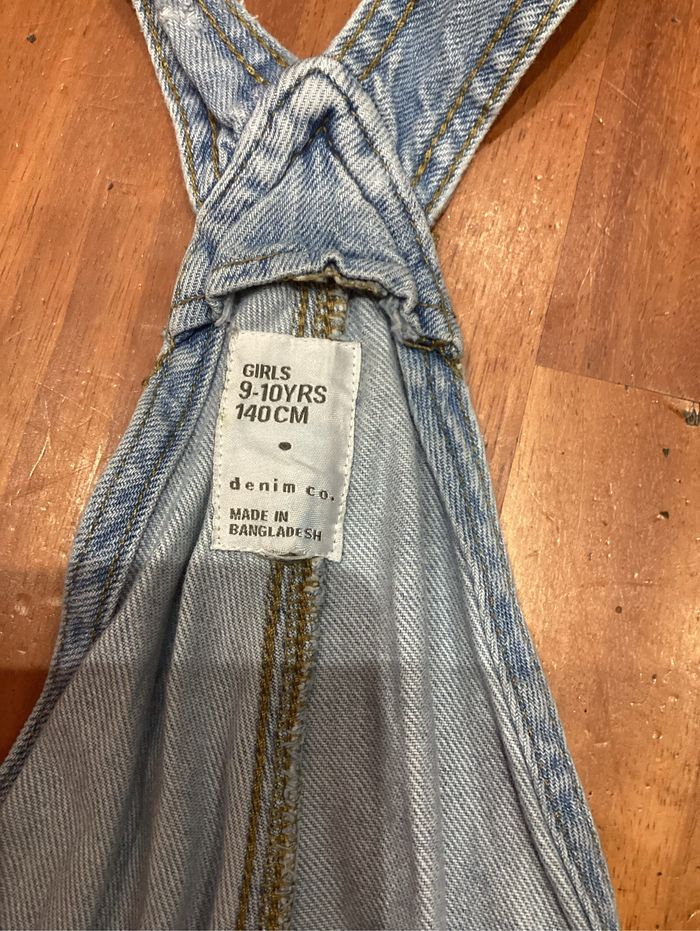 GIRLS
9-10YRS
140CM
denim co.
MADE IN
BANGLADESH